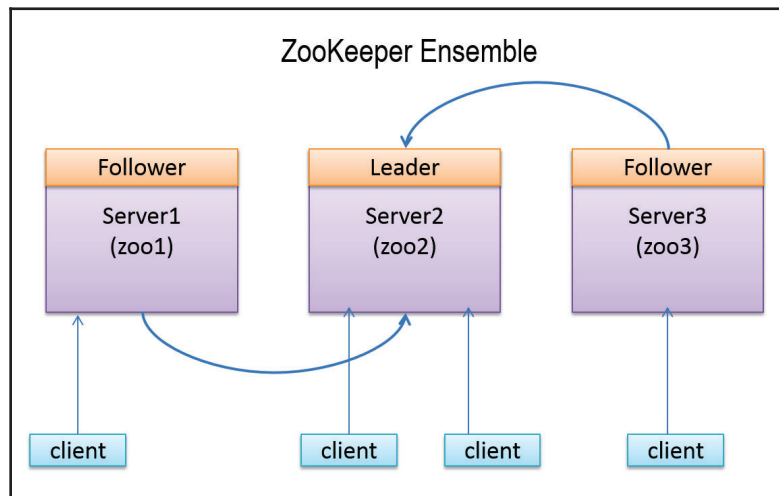 ZooKeeper Ensemble
Follower
Leader
Follower
Server1
(zoo1)
Server2
(zoo2)
Server3
(zoo3)
client
client
client
client